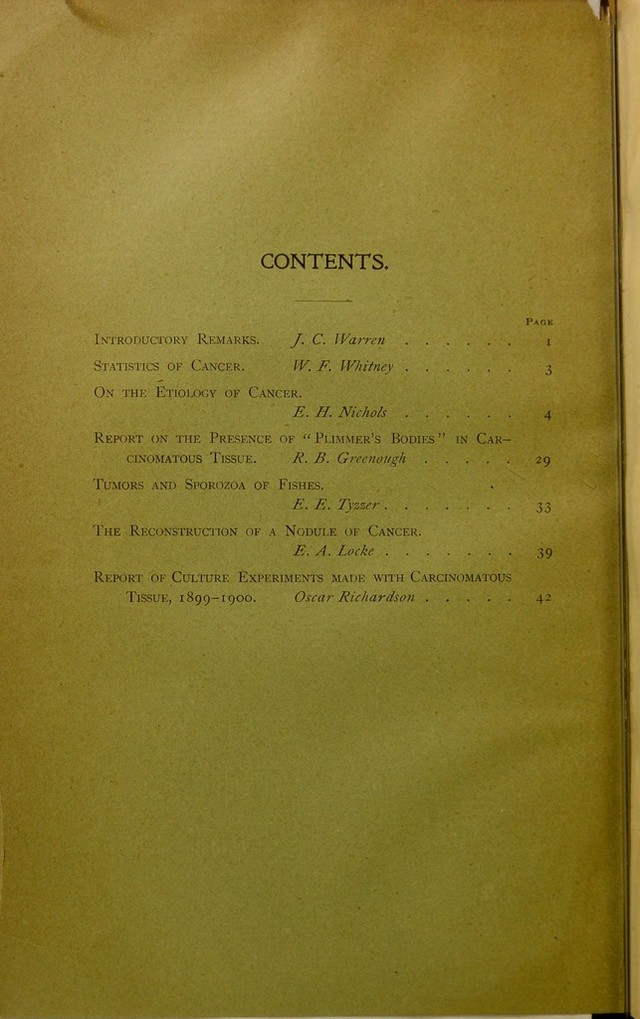 CONTENTS.
PAGE
INTRODUCTORY REMARKS. J. C. Warren . . . . . . 1
STATISTICS OF CANCER. W. F. Whitney . . . . . . 3
ON THE ETIOLOGY OF CANCER.
E. H. Nichols . . . . . . 4
REPORT ON THE PRESENCE OF "PLIMMER'S BODIES" IN CAR-
CINOMATOUS TISSUE. R. B. Greenough . . . . . 29
TUMORS AND SPOROZOA OF FISHES.
E. E. Tyzzer . . . . . . . 33
THE RECONSTRUCTION OF A NODULE OF CANCER.
E. A. Locke . . . . . . . 39
REPORT OF CULTURE EXPERIMENTS MADE WITH CARCINOMATOUS
TISSUE, 1899-1900. Oscar Richardson . . . . . 42